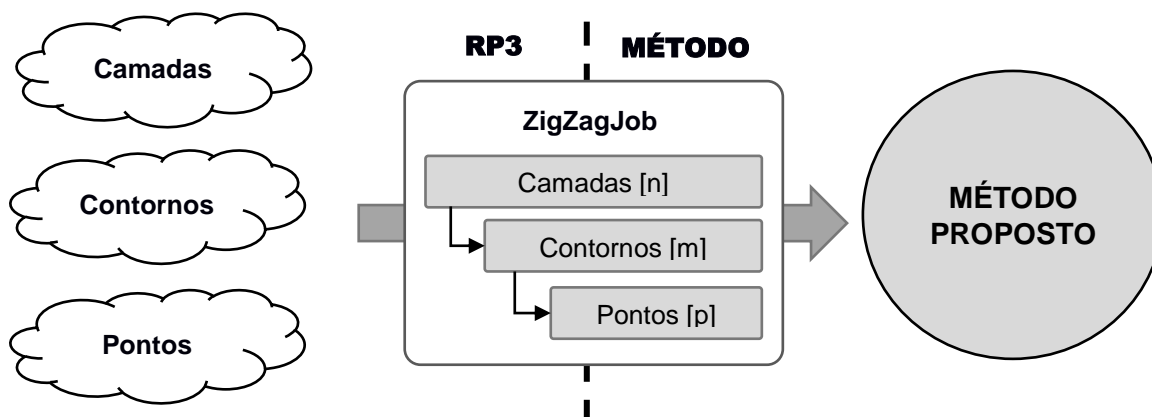 Camadas
Contornos
Pontos
RP3
MÉTODO
ZigZagJob
Camadas [n]
Contornos [m]
Pontos [p]
MÉTODO
PROPOSTO